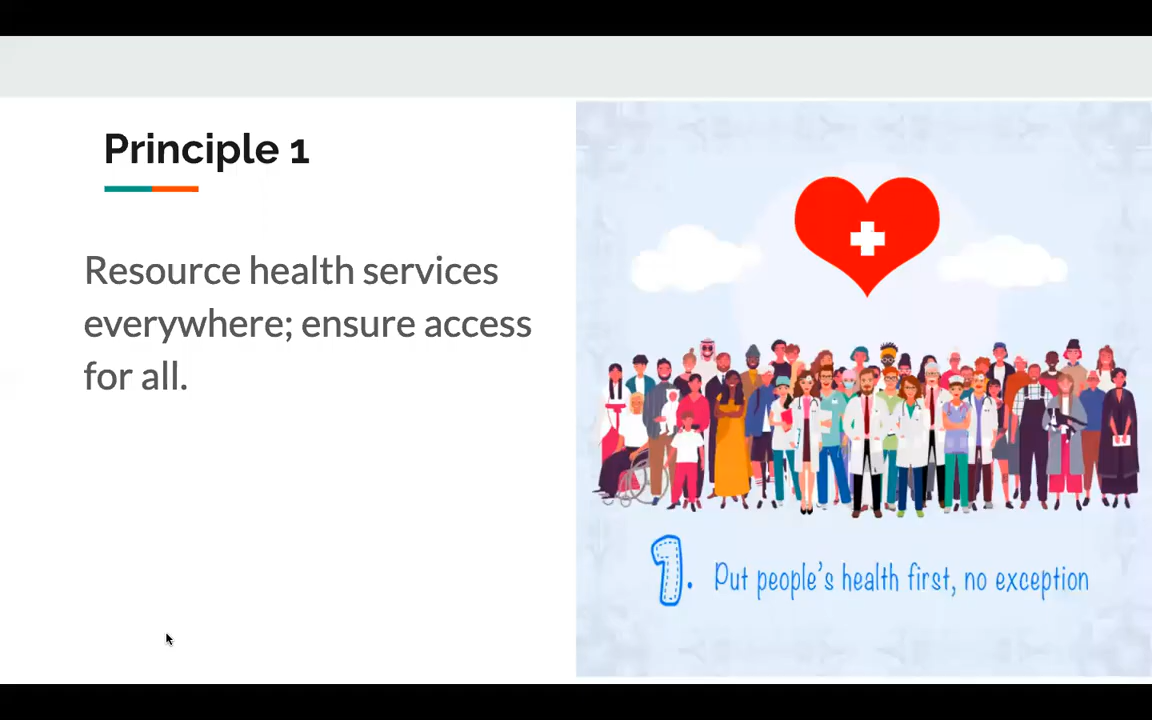 Principle 1
Resource health services
everywhere; ensure access
for all.
1. Put people's health first, no exception